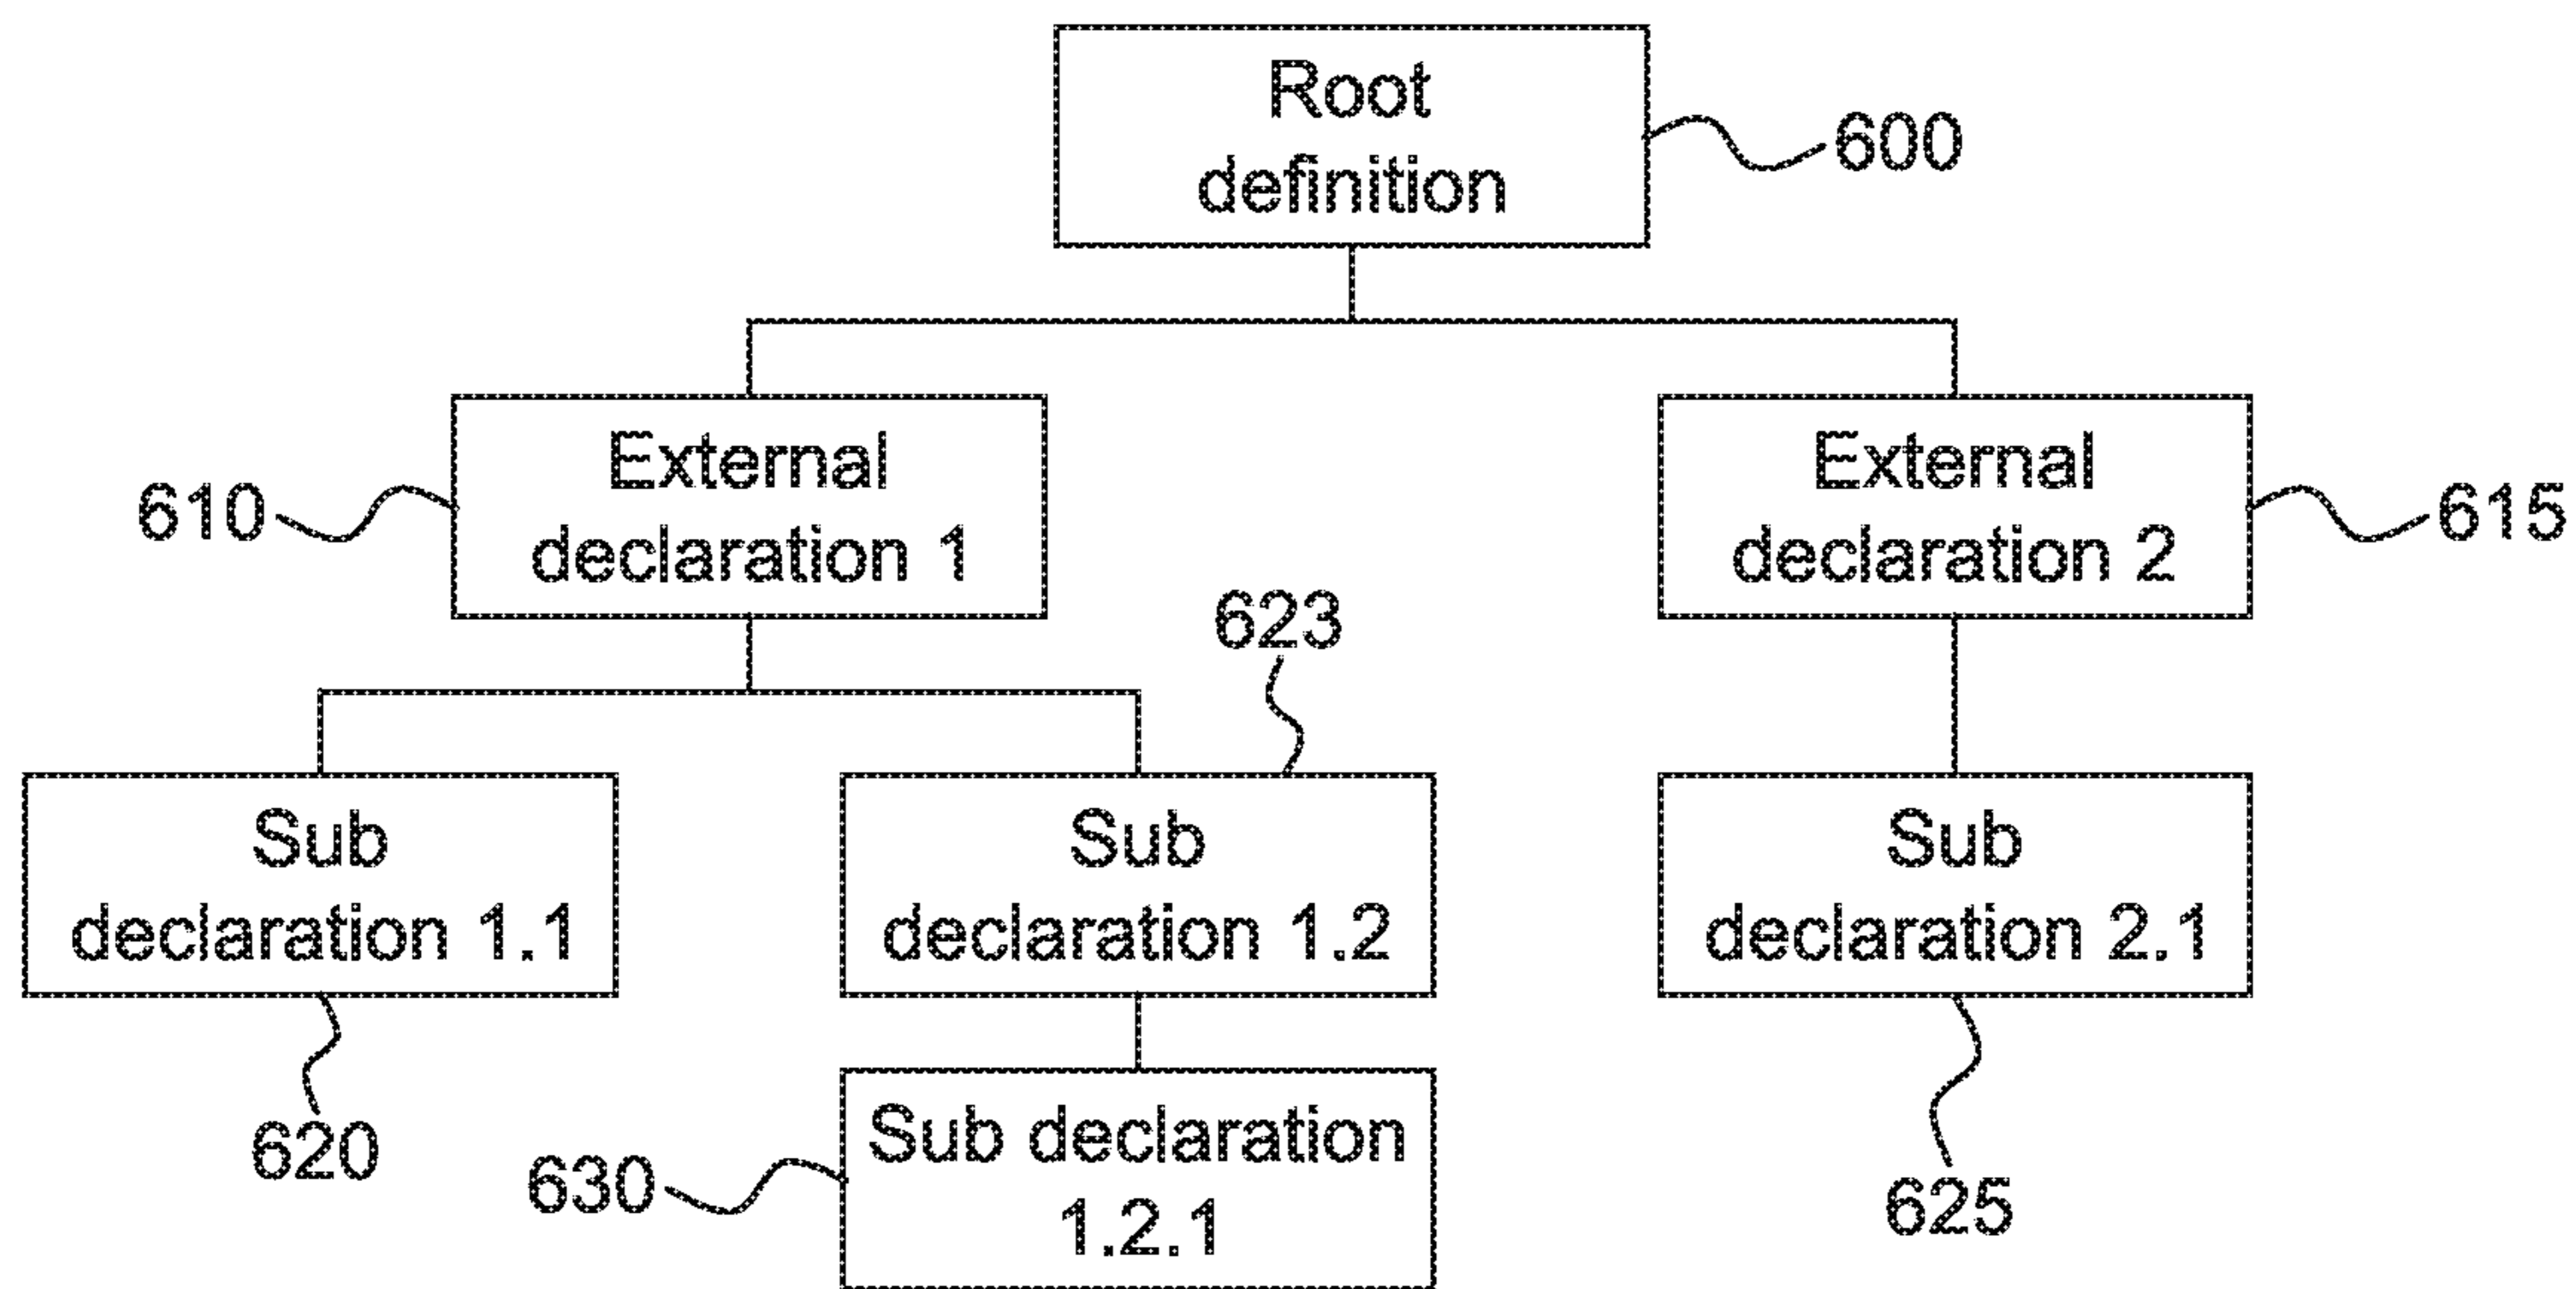 Root
definition
600
External
declaration 1
610
External
declaration 2
615
623
Sub
declaration 1.1
Sub
declaration 1.2
Sub
declaration 2.1
620
630
Sub declaration
1.2.1
625